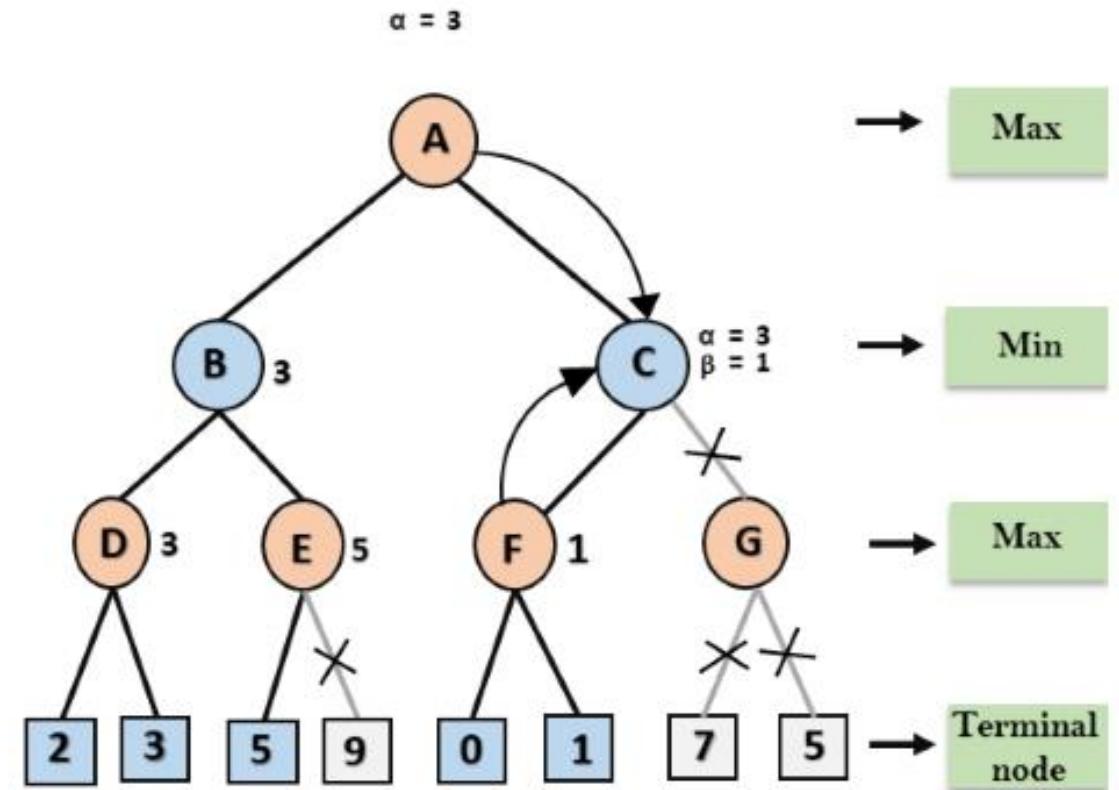 α = 3
A
Max
B
3
C
α = 3
β = 1
Min
D
3
E
5
F
1
G
Max
2
3
5
9
0
1
7
5
Terminal
node